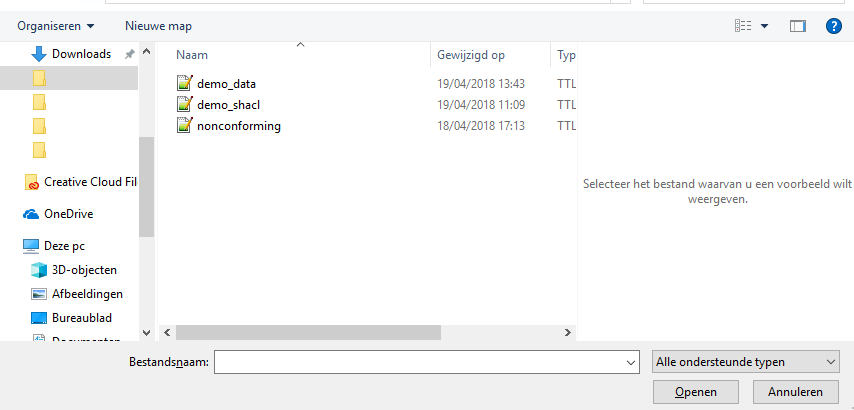 Organiseren Nieuwe map ?
Downloads
Naam Gewijzigd op Typ
demo_data 19/04/2018 13:43 TTL
demo_shacl 19/04/2018 11:09 TTL
nonconforming 18/04/2018 17:13 TTL
Creative Cloud Fil
OneDrive
Deze pc
3D-objecten
Afbeeldingen
Bureaublad
Documenten
Selecteer het bestand waarvan u een voorbeeld wilt
weergeven.
Bestandsnaam: Alle ondersteunde typen
Openen Annuleren